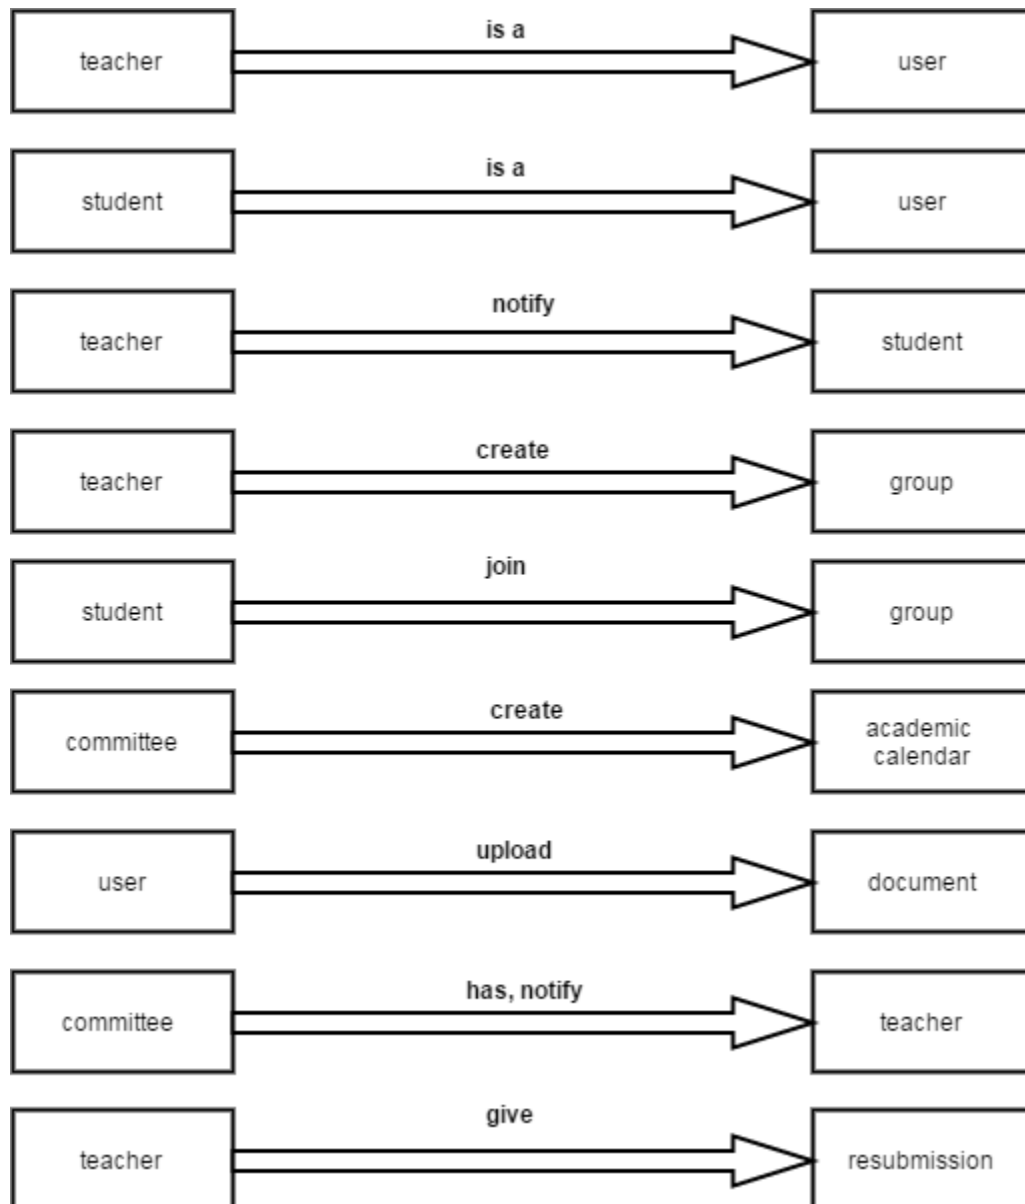 is a
teacher
user
is a
student
user
notify
teacher
student
create
teacher
group
join
student
group
create
committee
academic
calendar
upload
user
document
has, notify
committee
teacher
give
teacher
resubmission